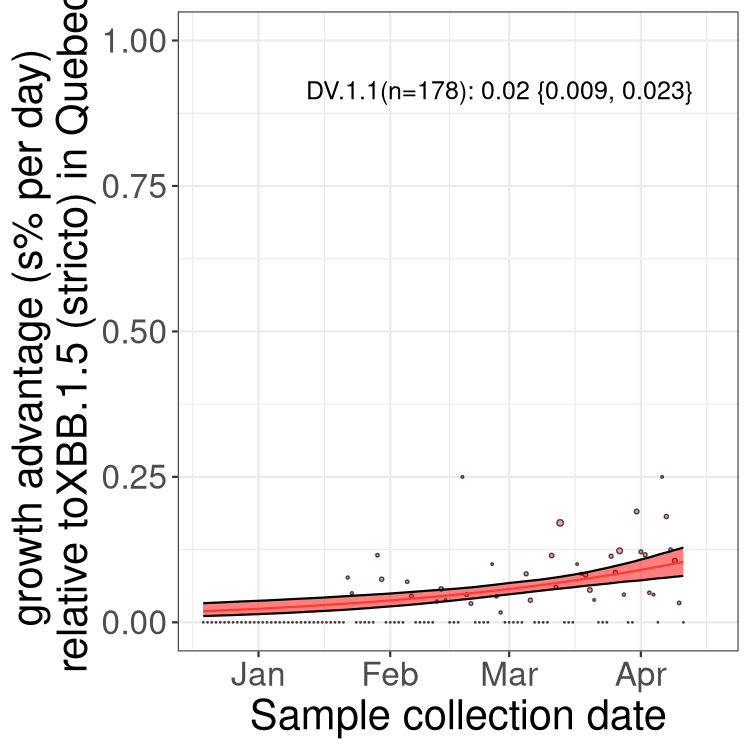 growth advantage (s% per day)
relative toXBB.1.5 (stricto) in Quebec
1.00
0.75
0.50
0.25
0.00
DV.1.1(n=178): 0.02 {0.009, 0.023}
Jan Feb Mar Apr
Sample collection date